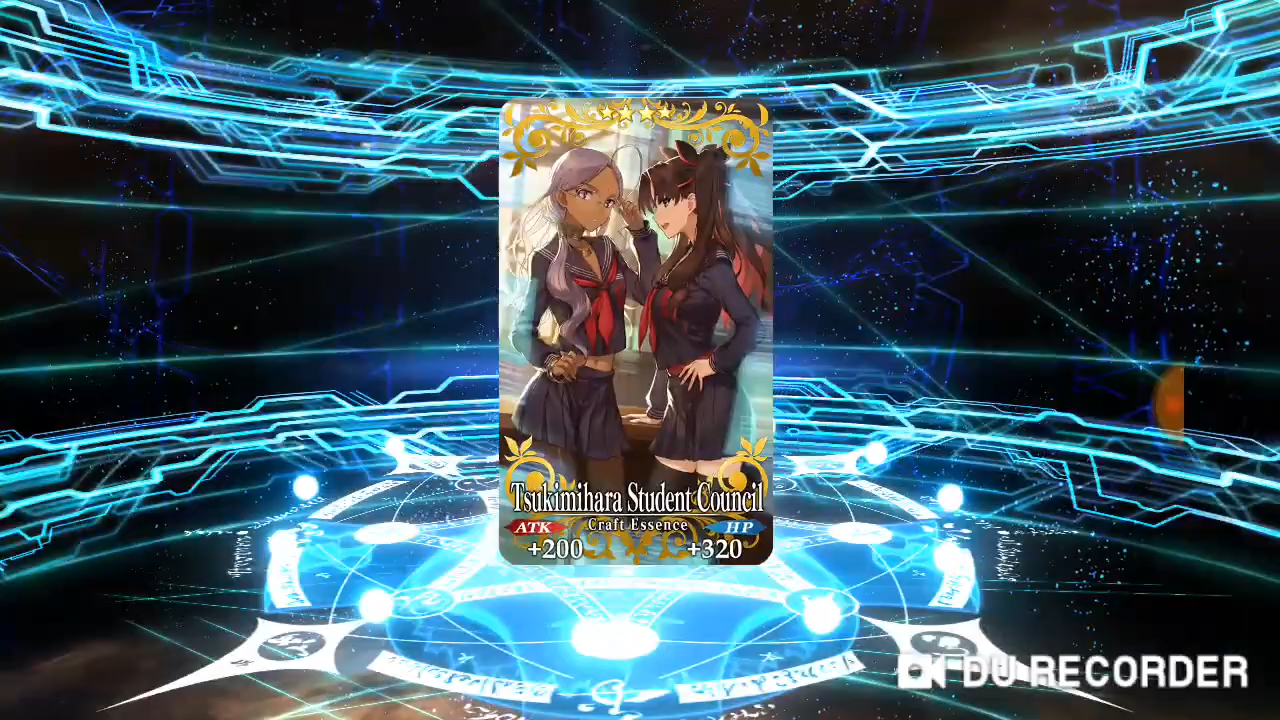 Tsukimihara Student Council
ATK Craft Essence HP
+200 +320
DU RECORDER